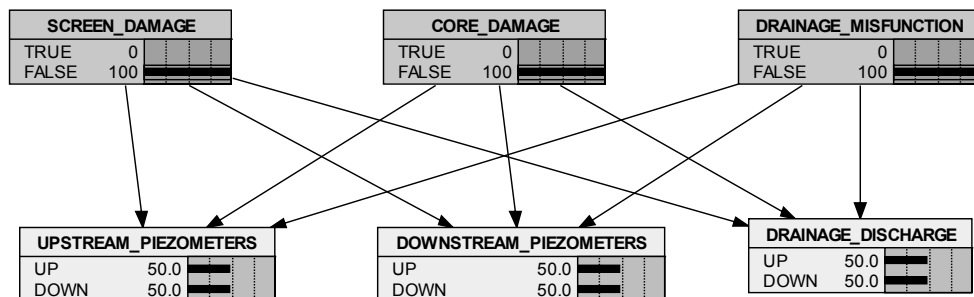 SCREEN_DAMAGE
TRUE 0
FALSE 100
CORE_DAMAGE
TRUE 0
FALSE 100
DRAINAGE_MISFUNCTION
TRUE 0
FALSE 100
UPSTREAM_PIEZOMETERS
UP 50.0
DOWN 50.0
DOWNSTREAM_PIEZOMETERS
UP 50.0
DOWN 50.0
DRAINAGE_DISCHARGE
UP 50.0
DOWN 50.0